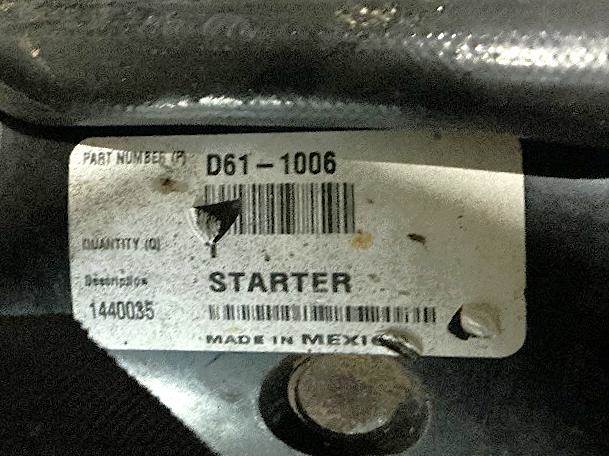 PART NUMBER (P) D61-1006
QUANTITY (Q) 1
Description STARTER
1440035
MADE IN MEXICO